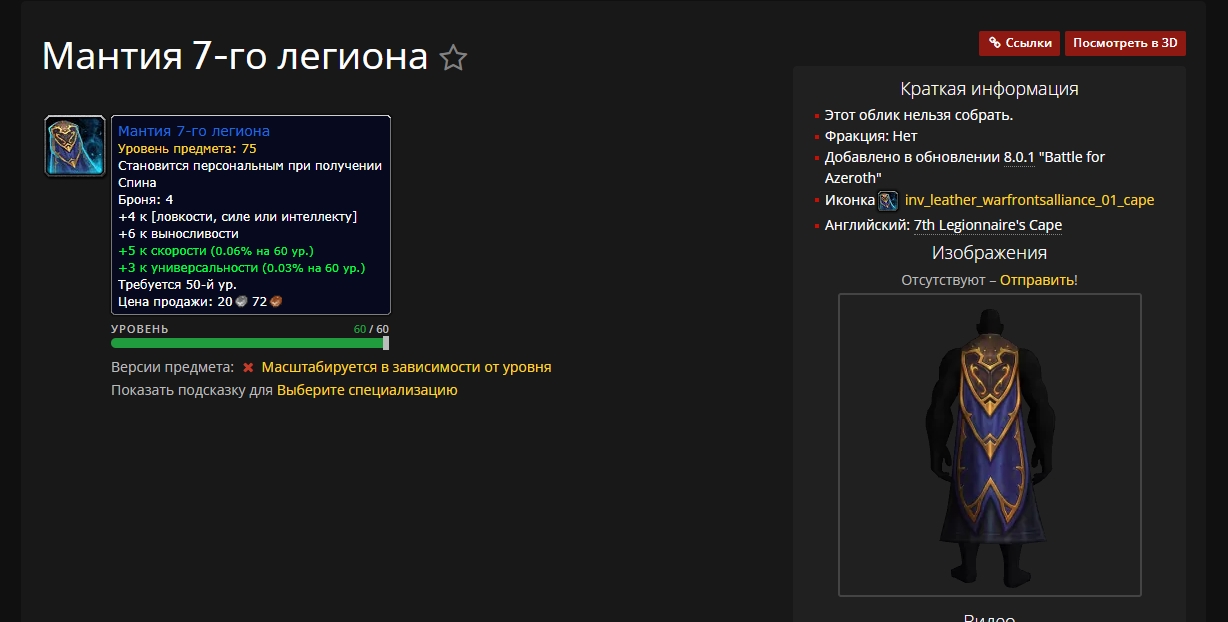 Мантия 7-го легиона
Ссылки
Посмотреть в 3D
Мантия 7-го легиона
Уровень предмета: 75
Становится персональным при получении
Спина
Броня: 4
+4 к [ловкости, силе или интеллекту]
+6 к выносливости
+5 к скорости (0.06% на 60 ур.)
+3 к универсальности (0.03% на 60 ур.)
Требуется 50-й ур.
Цена продажи: 20 72
УРОВЕНЬ 60 / 60
Версии предмета: Масштабируется в зависимости от уровня
Показать подсказку для Выберите специализацию
Краткая информация
Этот облик нельзя собрать.
Фракция: Нет
Добавлено в обновлении 8.0.1 "Battle for
Azeroth"
Иконка inv_leather_warfrontsalliance_01_cape
Английский: 7th Legionnaire's Cape
Изображения
Отсутствуют – Отправить!
Видео